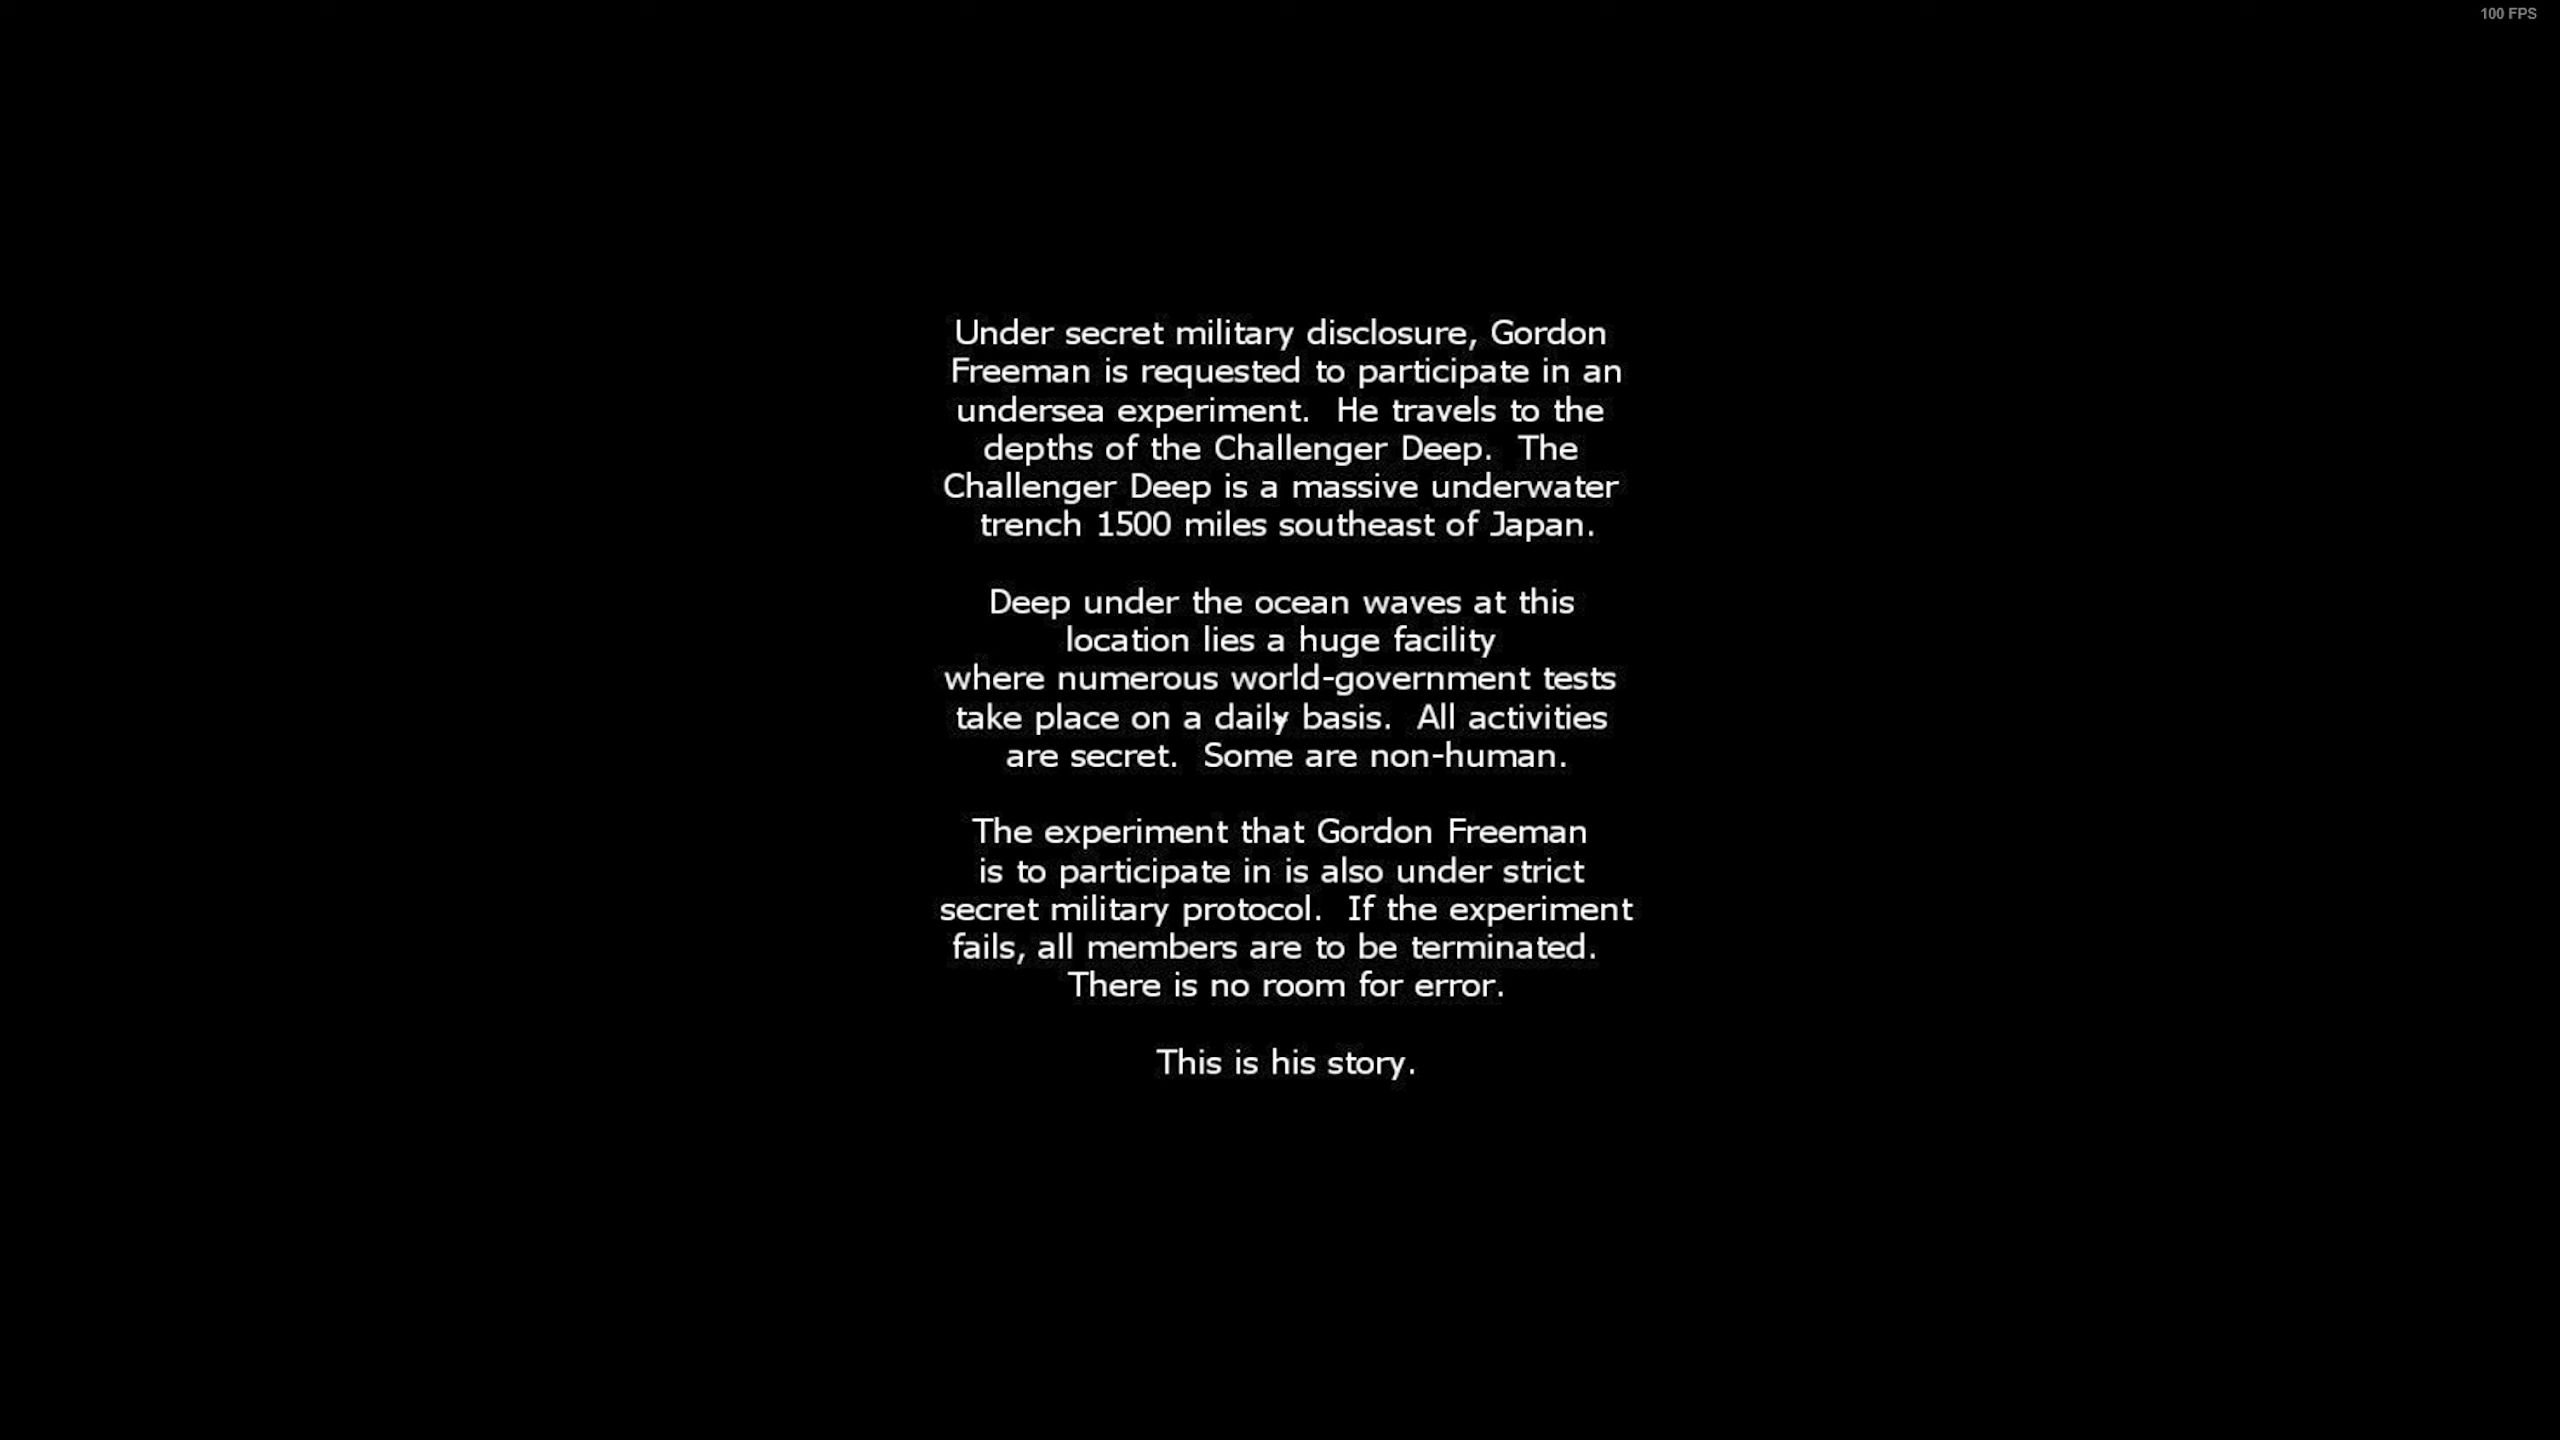 100 FPS
Under secret military disclosure, Gordon
Freeman is requested to participate in an
undersea experiment.  He travels to the
depths of the Challenger Deep.  The
Challenger Deep is a massive underwater
trench 1500 miles southeast of Japan.
Deep under the ocean waves at this
location lies a huge facility
where numerous world-government tests
take place on a daily basis.  All activities
are secret.  Some are non-human.
The experiment that Gordon Freeman
is to participate in is also under strict
secret military protocol.  If the experiment
fails, all members are to be terminated.
There is no room for error.
This is his story.